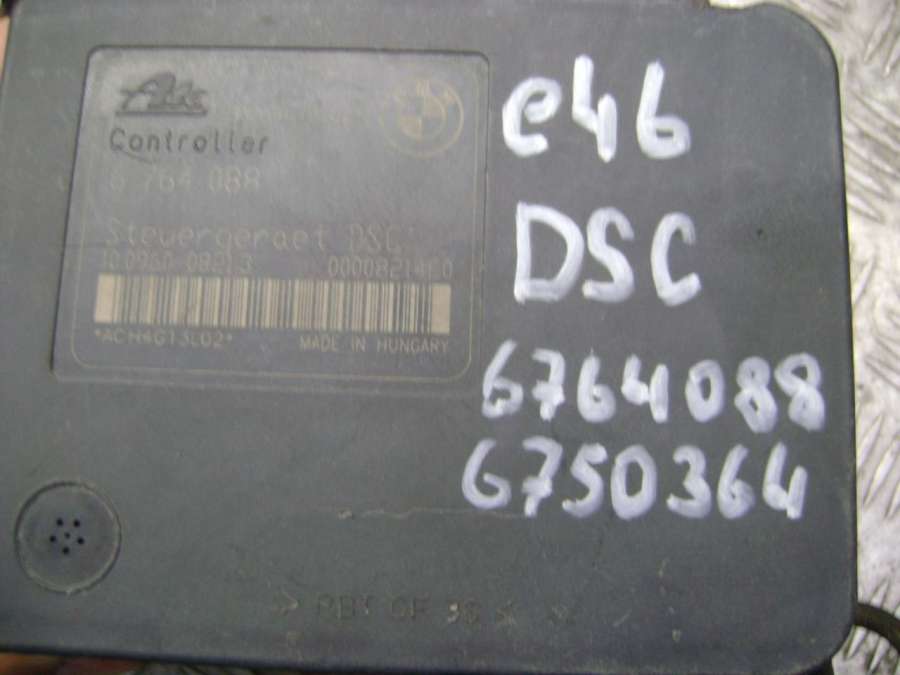 Ate
Controller
6 764 088
Steuergeraet DSC
10.0960-0821.3
00008214E0
*ACH4G13L02*
MADE IN HUNGARY
e46
DSC
6764088
6750364